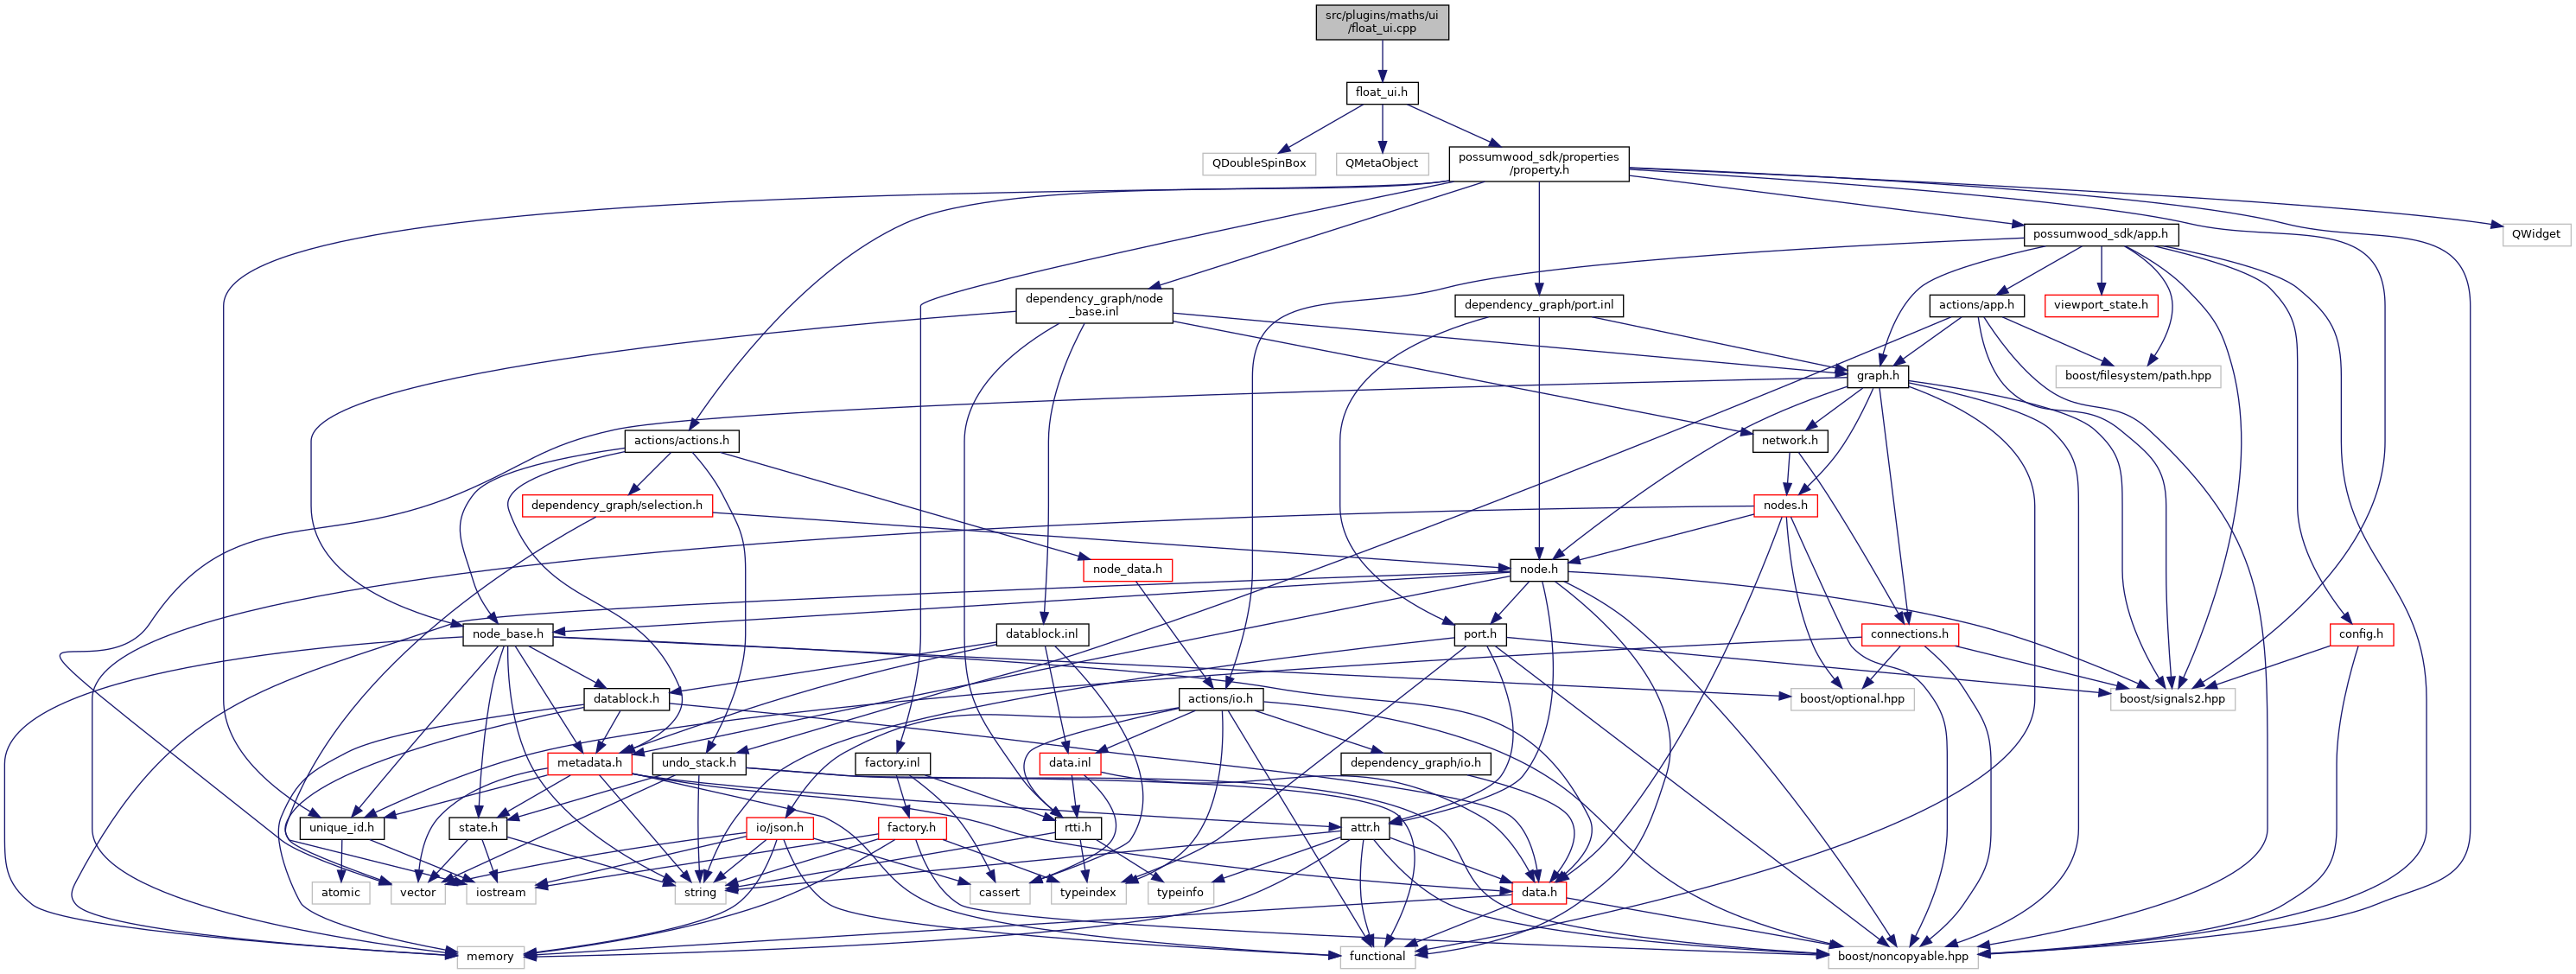 src/plugins/maths/ui
/float_ui.cpp
float_ui.h
QDoubleSpinBox
QMetaObject
possumwood_sdk/properties
/property.h
possumwood_sdk/app.h
QWidget
dependency_graph/node
_base.inl
dependency_graph/port.inl
actions/app.h
viewport_state.h
graph.h
boost/filesystem/path.hpp
actions/actions.h
network.h
dependency_graph/selection.h
nodes.h
node_data.h
node.h
node_base.h
datablock.inl
port.h
connections.h
config.h
datablock.h
actions/io.h
boost/optional.hpp
boost/signals2.hpp
metadata.h
undo_stack.h
factory.inl
data.inl
dependency_graph/io.h
unique_id.h
state.h
io/json.h
factory.h
rtti.h
attr.h
atomic
vector
iostream
string
cassert
typeindex
typeinfo
data.h
memory
functional
boost/noncopyable.hpp